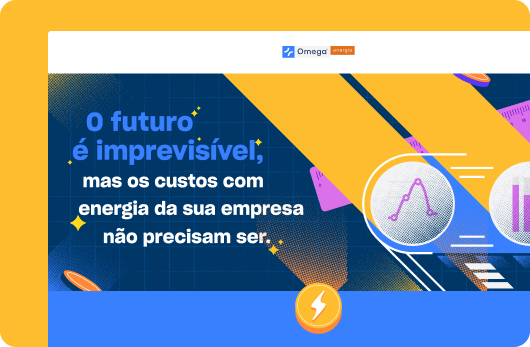 Omega energia
O futuro
é imprevisível,
mas os custos com
energia da sua empresa
não precisam ser.